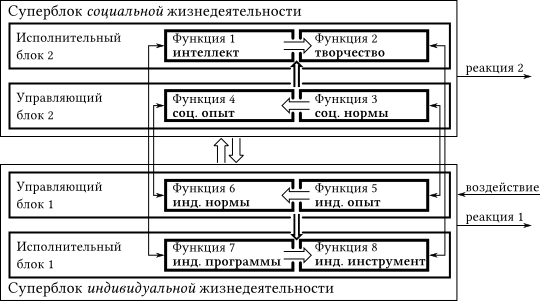 Суперблок социальной жизнедеятельности
Исполнительный
блок 2
Функция 1
интеллект
Функция 2
творчество
реакция 2
Управляющий
блок 2
Функция 4
соц. опыт
Функция 3
соц. нормы
Управляющий
блок 1
Функция 6
инд. нормы
Функция 5
инд. опыт
воздействие
реакция 1
Исполнительный
блок 1
Функция 7
инд. программы
Функция 8
инд. инструмент
Суперблок индивидуальной жизнедеятельности